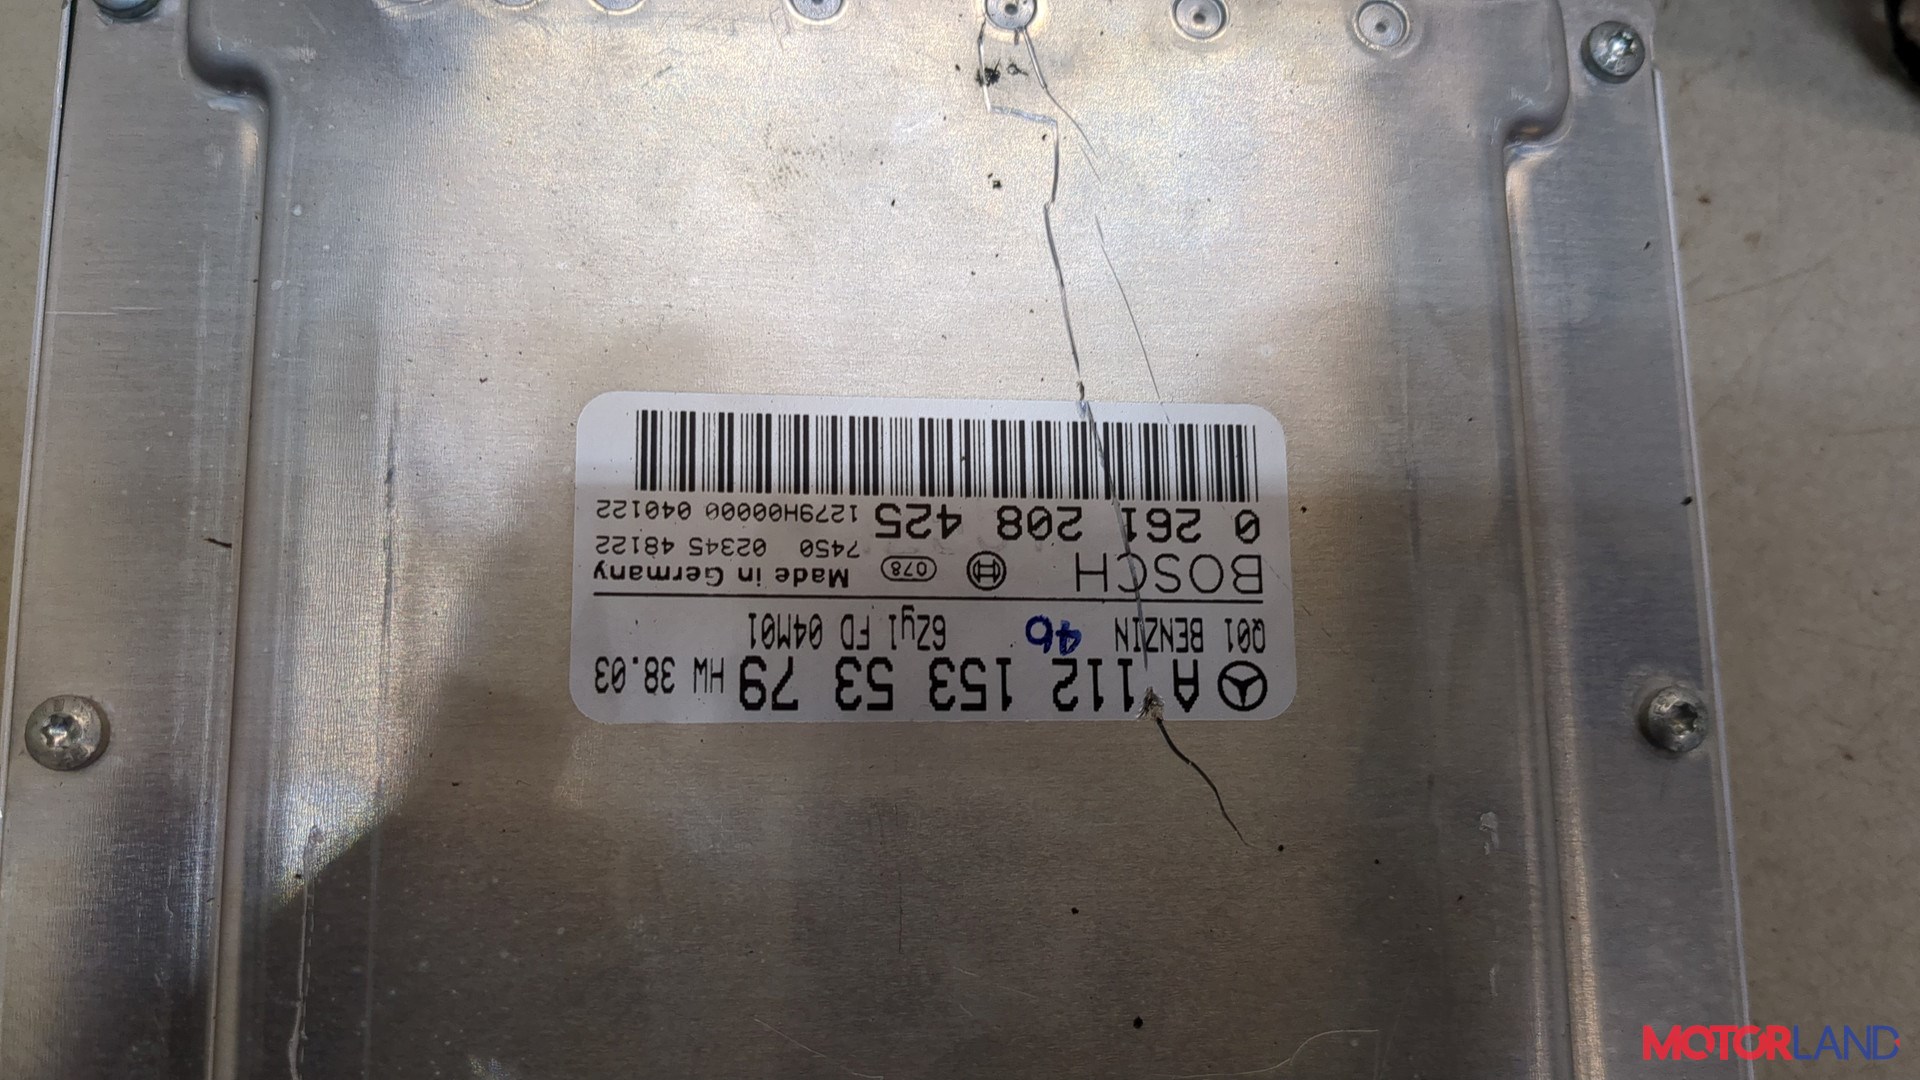 A 112 153 53 79 HW 38.03
Q01 BENZIN 46 6Zyl FD 04M01
BOSCH 078 Made in Germany
7450 02345 48122
0 261 208 425 1279H00000 040122
MOTORLAND